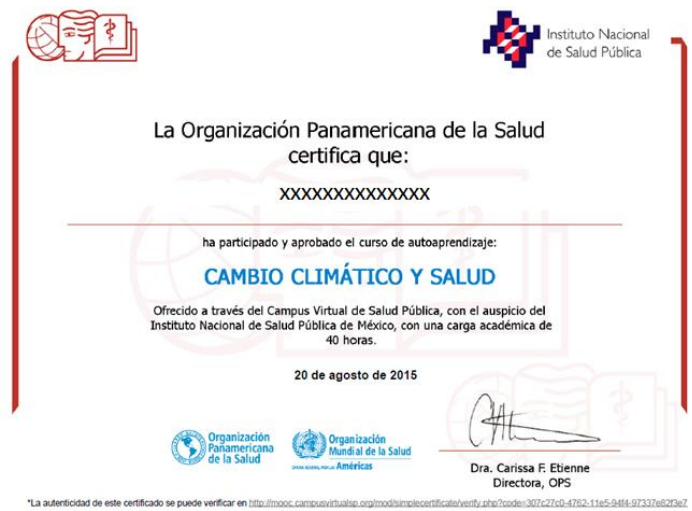 Instituto Nacional
de Salud Pública
La Organización Panamericana de la Salud
certifica que:
XXXXXXXXXXXXXX
ha participado y aprobado el curso de autoaprendizaje:
CAMBIO CLIMÁTICO Y SALUD
Ofrecido a través del Campus Virtual de Salud Pública, con el auspicio del
Instituto Nacional de Salud Pública de México, con una carga académica de
40 horas.
20 de agosto de 2015
Organización
Panamericana
de la Salud
Organización
Mundial de la Salud
Américas
Dra. Carissa F. Etienne
Directora, OPS
*La autenticidad de este certificado se puede verificar en http://mooc.campusvirtualsp.org/mod/simplecertificate/verify.php?code=307c27c0-4762-11e5-94f4-97337e82f3e7